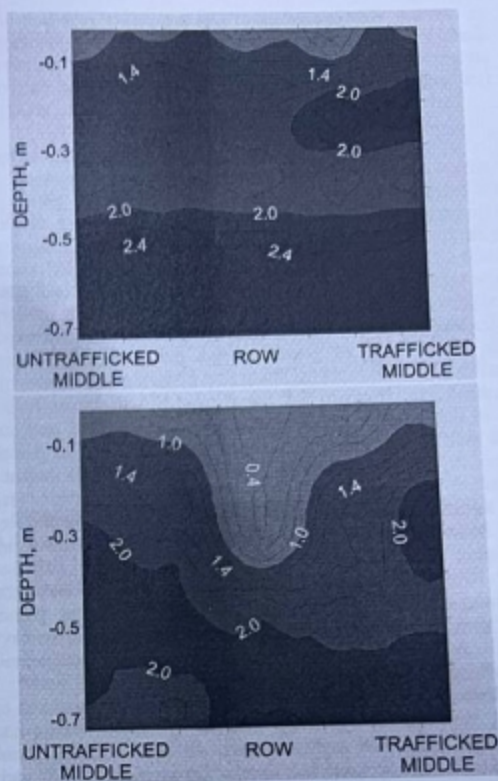 -0.1
1.4
1.4
2.0
-0.3
2.0
DEPTH, m
2.0
2.0
-0.5
2.4
2.4
-0.7
UNTRAFFICKED
MIDDLE
ROW
TRAFFICKED
MIDDLE
-0.1
1.0
1.4
0.4
1.4
-0.3
2.0
1.0
2.0
1.4
DEPTH, m
-0.5
2.0
2.0
-0.7
UNTRAFFICKED
MIDDLE
ROW
TRAFFICKED
MIDDLE